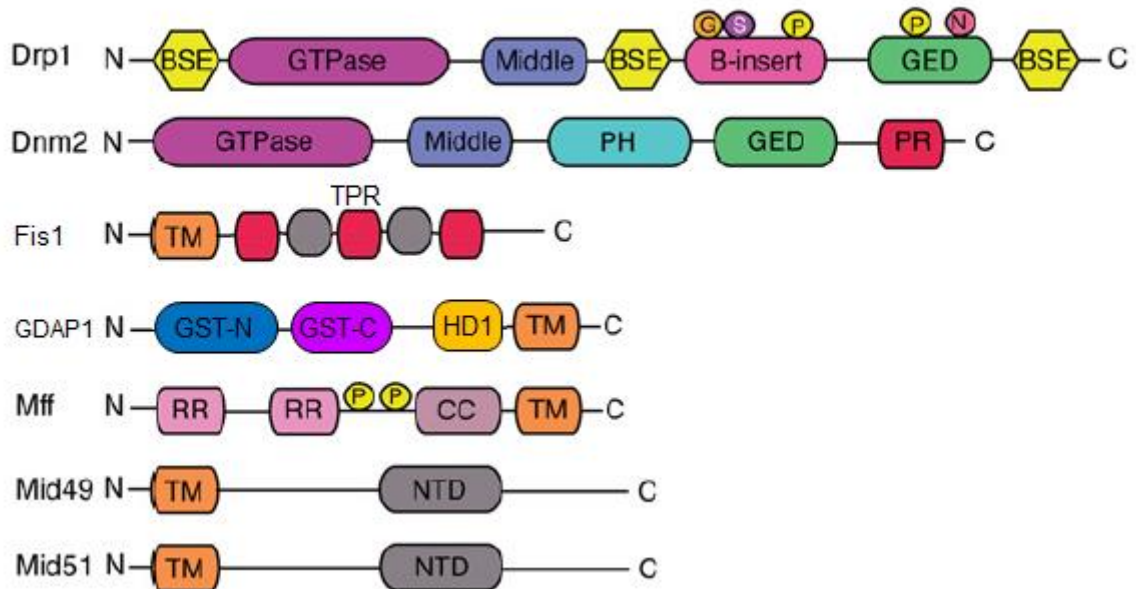 G S P P N
Drp1 N BSE GTPase Middle BSE B-insert GED BSE C
Dnm2 N GTPase Middle PH GED PR C
TPR
Fis1 N TM C
GDAP1 N GST-N GST-C HD1 TM C
P P
Mff N RR RR CC TM C
Mid49 N TM NTD C
Mid51 N TM NTD C